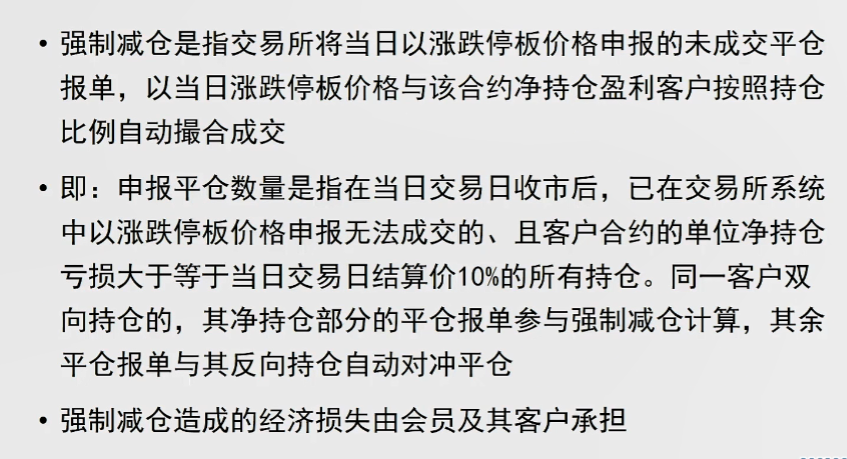 • 强制减仓是指交易所将当日以涨跌停板价格申报的未成交平仓
报单，以当日涨跌停板价格与该合约净持仓盈利客户按照持仓
比例自动撮合成交
• 即：申报平仓数量是指在当日交易日收市后，已在交易所系统
中以涨跌停板价格申报无法成交的、且客户合约的单位净持仓
亏损大于等于当日交易日结算价10%的所有持仓。同一客户双
向持仓的，其净持仓部分的平仓报单参与强制减仓计算，其余
平仓报单与其反向持仓自动对冲平仓
• 强制减仓造成的经济损失由会员及其客户承担